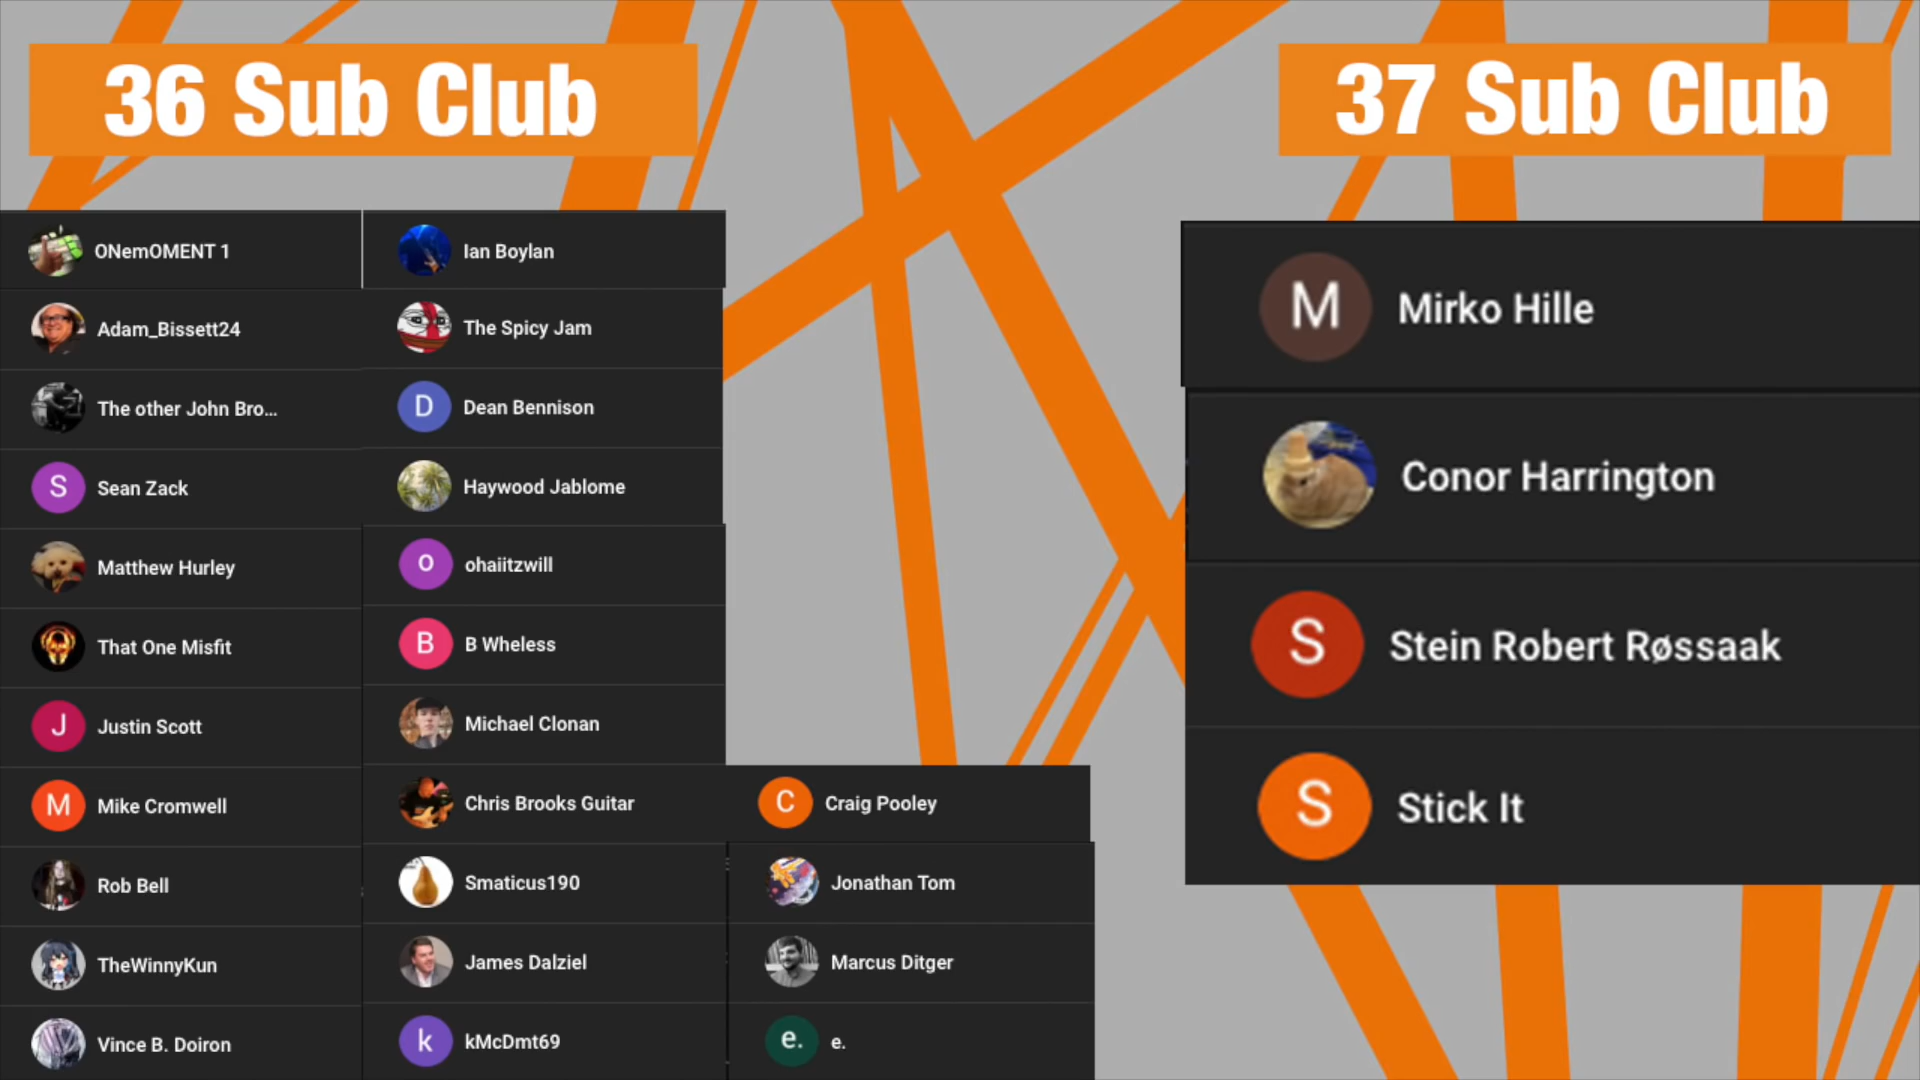 36 Sub Club
ONemOMENT 1
Adam_Bissett24
The other John Bro...
S
Sean Zack
Matthew Hurley
That One Misfit
J
Justin Scott
M
Mike Cromwell
Rob Bell
TheWinnyKun
Vince B. Doiron
Ian Boylan
The Spicy Jam
D
Dean Bennison
Haywood Jablome
o
ohaiitzwill
B
B Wheless
Michael Clonan
Chris Brooks Guitar
Smaticus190
James Dalziel
k
kMcDmt69
C
Craig Pooley
Jonathan Tom
Marcus Ditger
e.
e.
37 Sub Club
M
Mirko Hille
Conor Harrington
S
Stein Robert Røssaak
S
Stick It